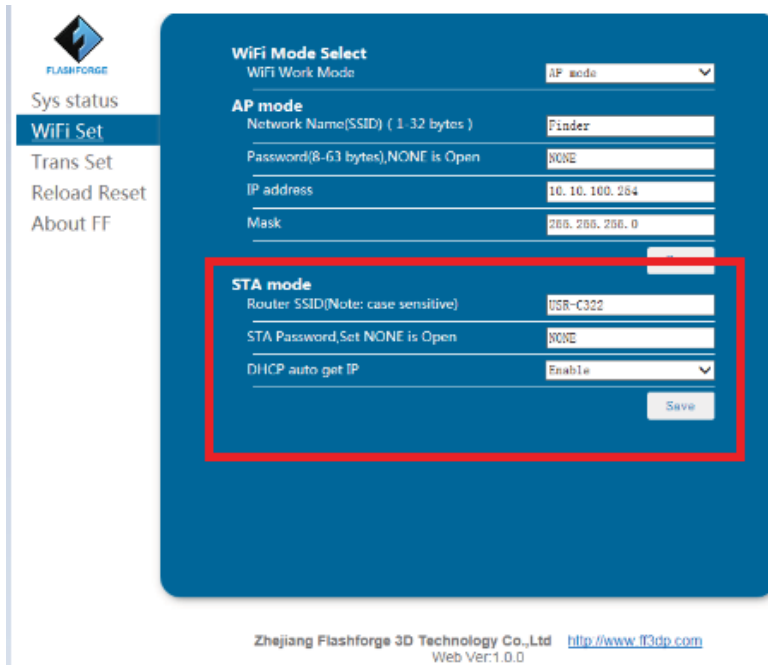 FLASHFORGE
Sys status
WiFi Set
Trans Set
Reload Reset
About FF
WiFi Mode Select
WiFi Work Mode AP mode
AP mode
Network Name(SSID) ( 1-32 bytes ) Finder
Password(8-63 bytes),NONE is Open NONE
IP address 10. 10. 100. 254
Mask 255. 255. 255. 0
STA mode
Router SSID(Note: case sensitive) USR-C322
STA Password,Set NONE is Open NONE
DHCP auto get IP Enable
Save
Zhejiang Flashforge 3D Technology Co.,Ltd http://www.ff3dp.com
Web Ver:1.0.0